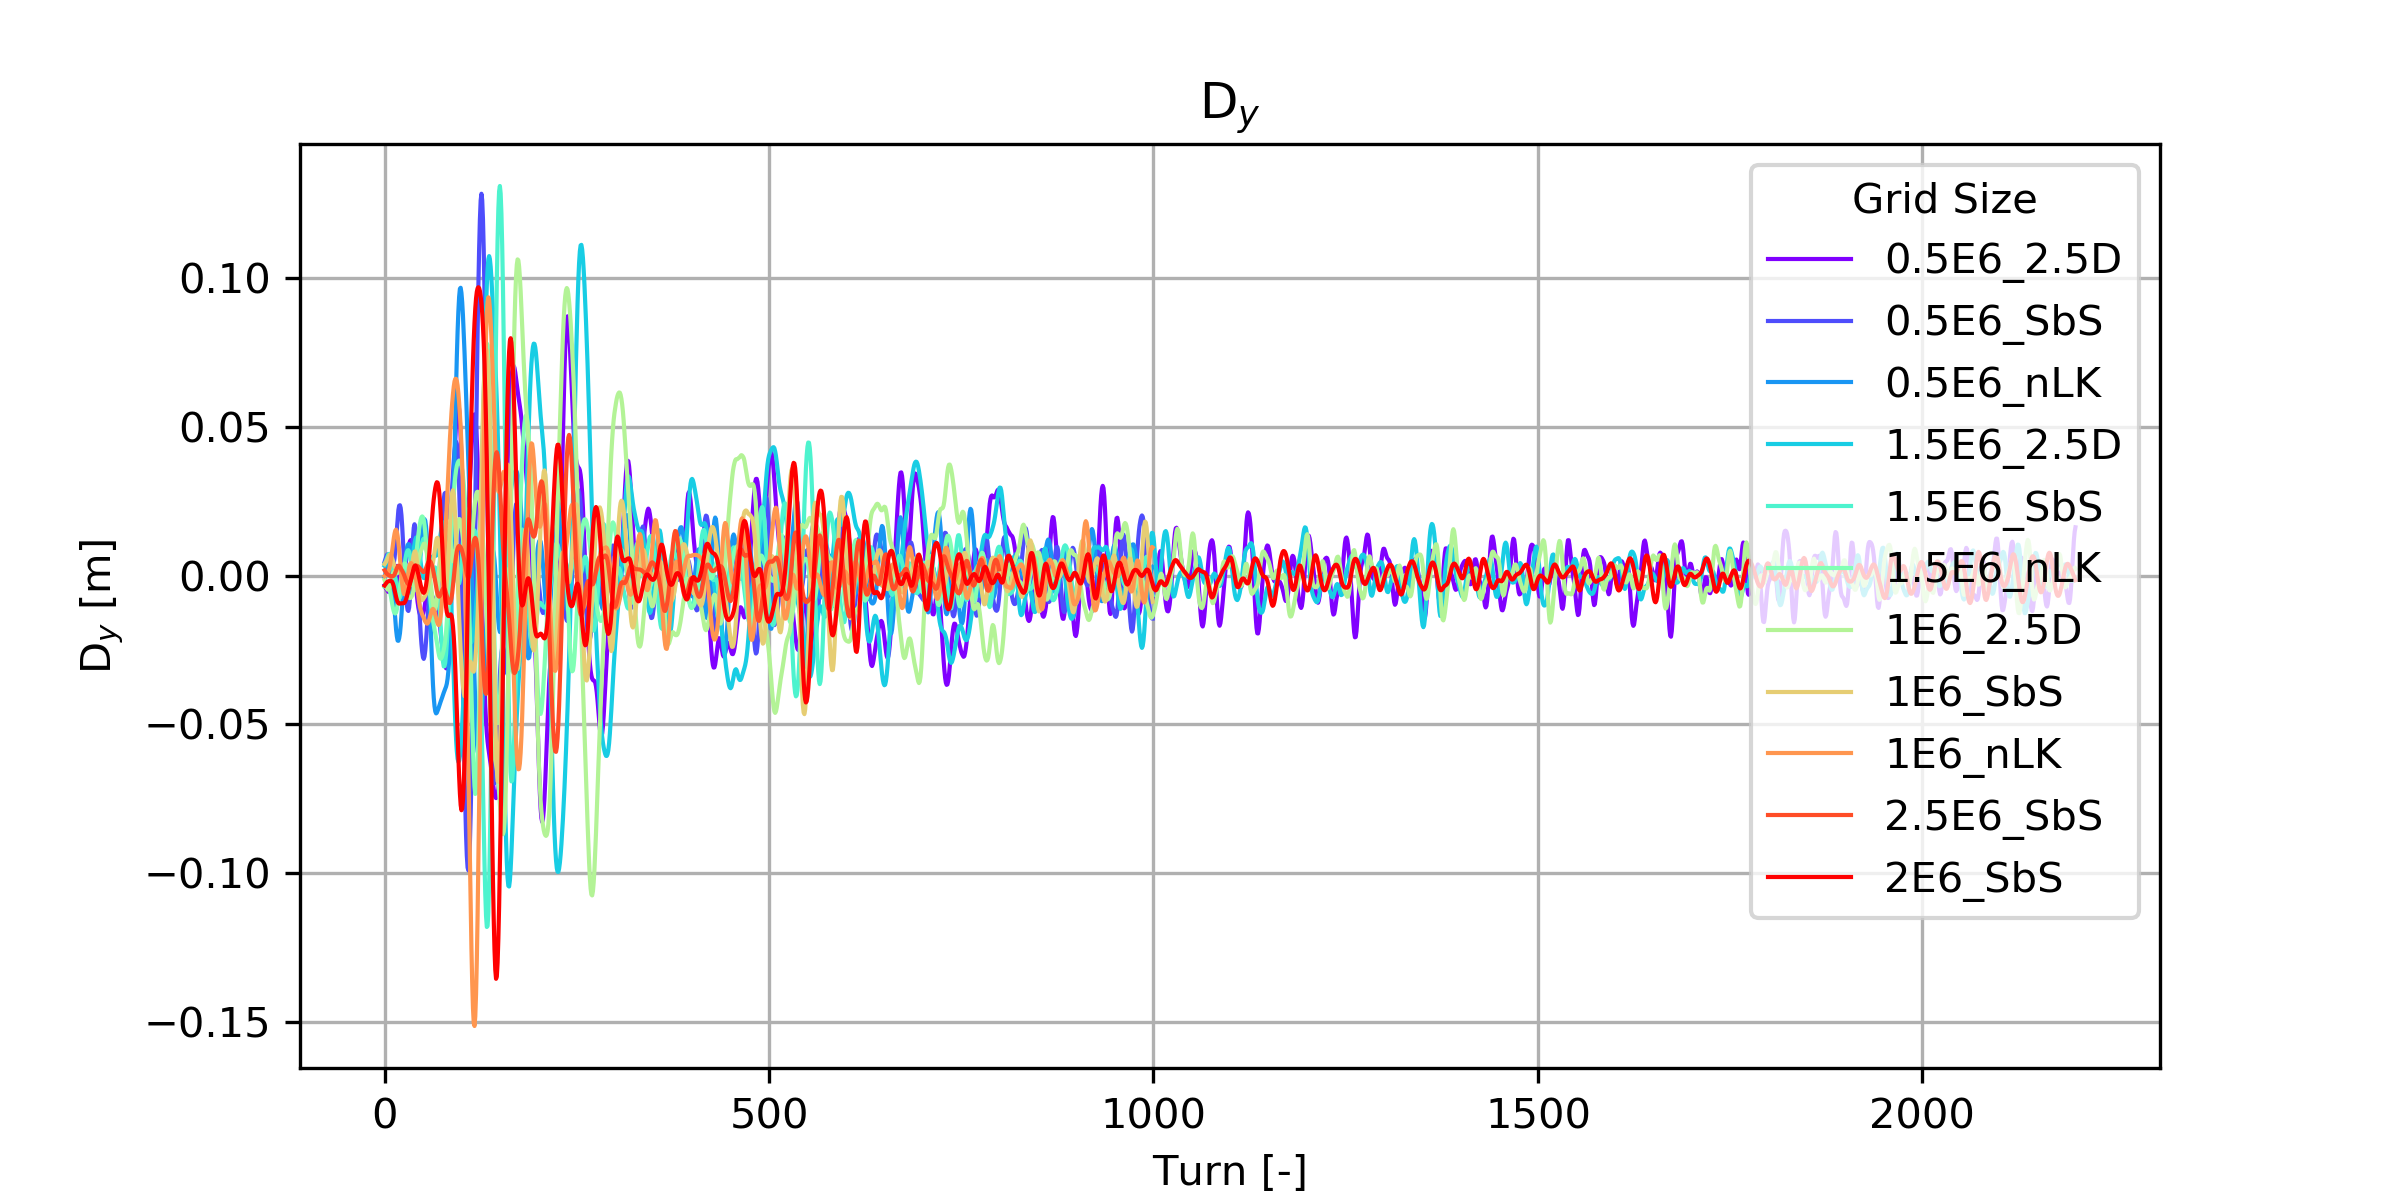 D_y
D_y [m]
0.10
0.05
0.00
−0.05
−0.10
−0.15
Grid Size
0.5E6_2.5D
0.5E6_SbS
0.5E6_nLK
1.5E6_2.5D
1.5E6_SbS
1.5E6_nLK
1E6_2.5D
1E6_SbS
1E6_nLK
2.5E6_SbS
2E6_SbS
0 500 1000 1500 2000
Turn [-]